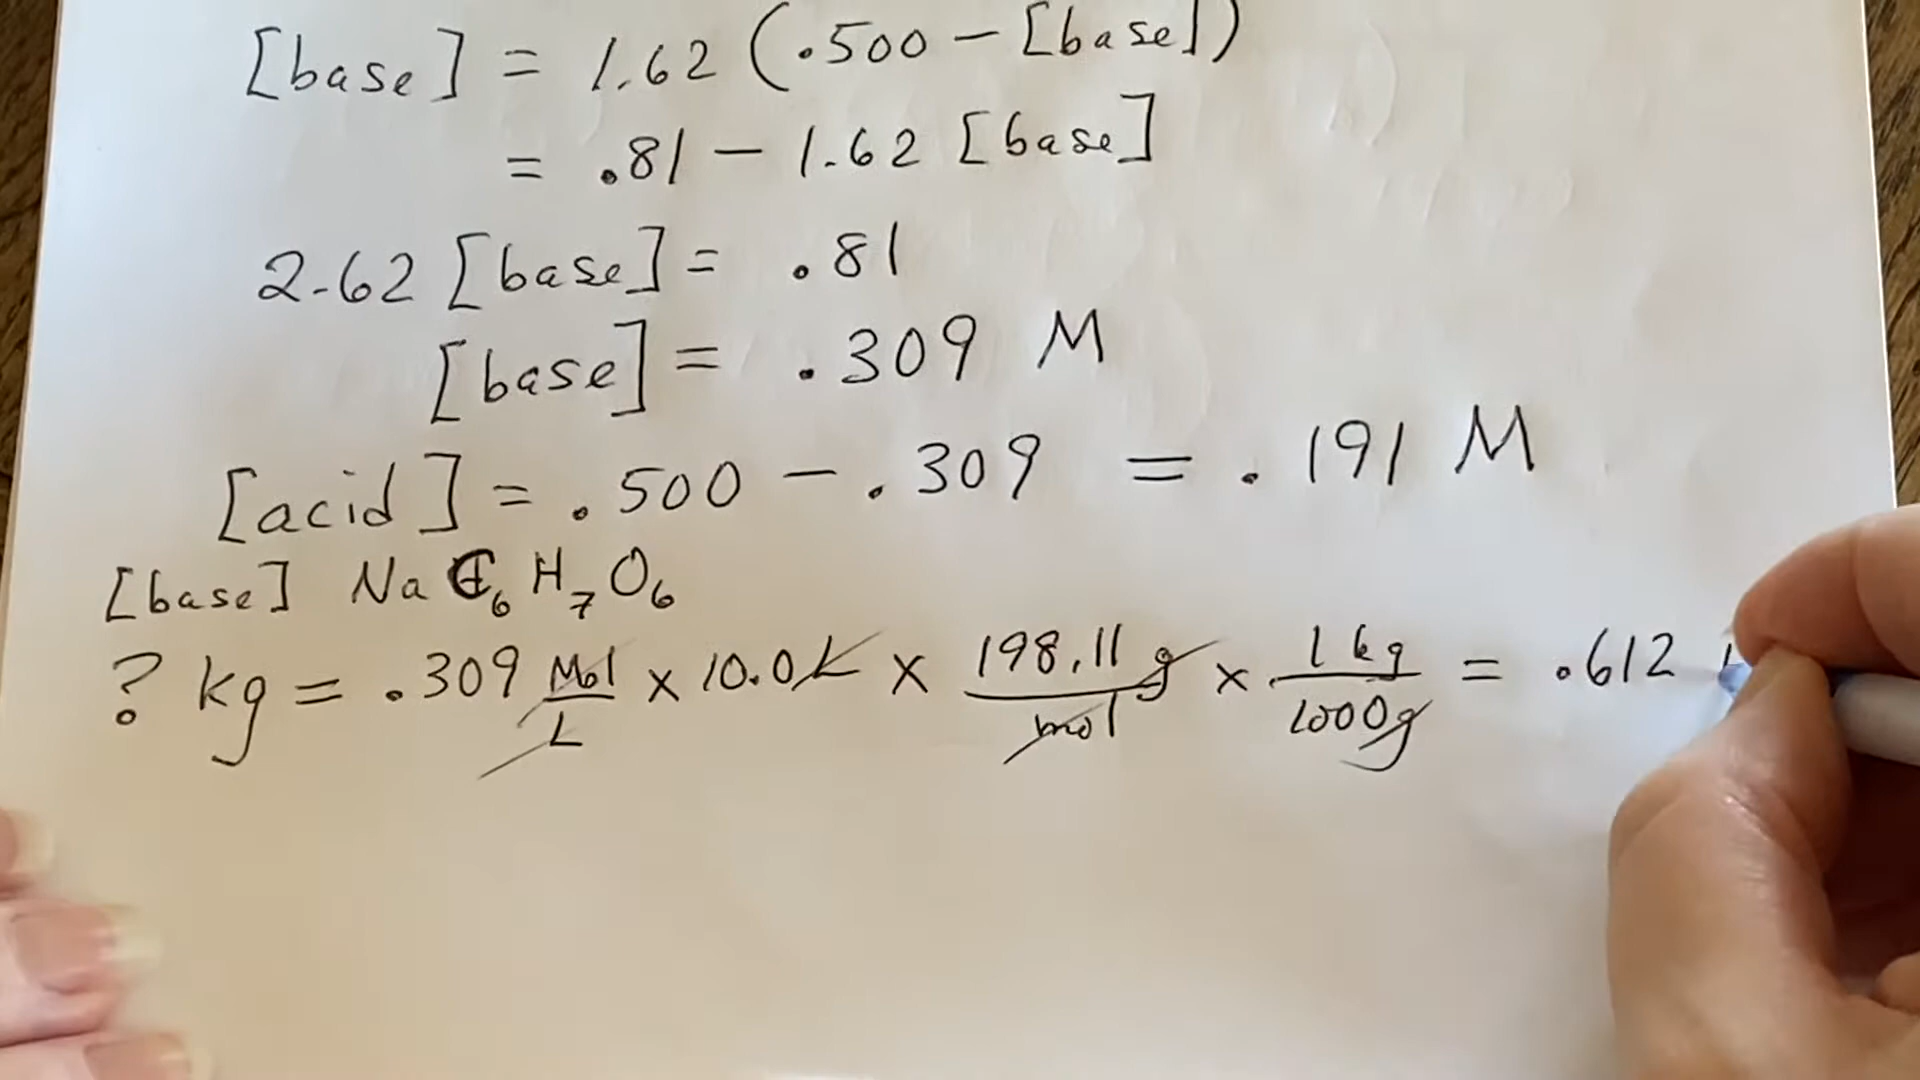 [base] = 1.62 (.500 - [base])
= .81 - 1.62 [base]
2.62 [base] = .81
[base] = .309 M
[acid] = .500 - .309 = .191 M
[base] Na C6 H7 O6
? kg = .309 Mol/L x 10.0 L x 198.11 g/mol x 1 kg/1000g = .612